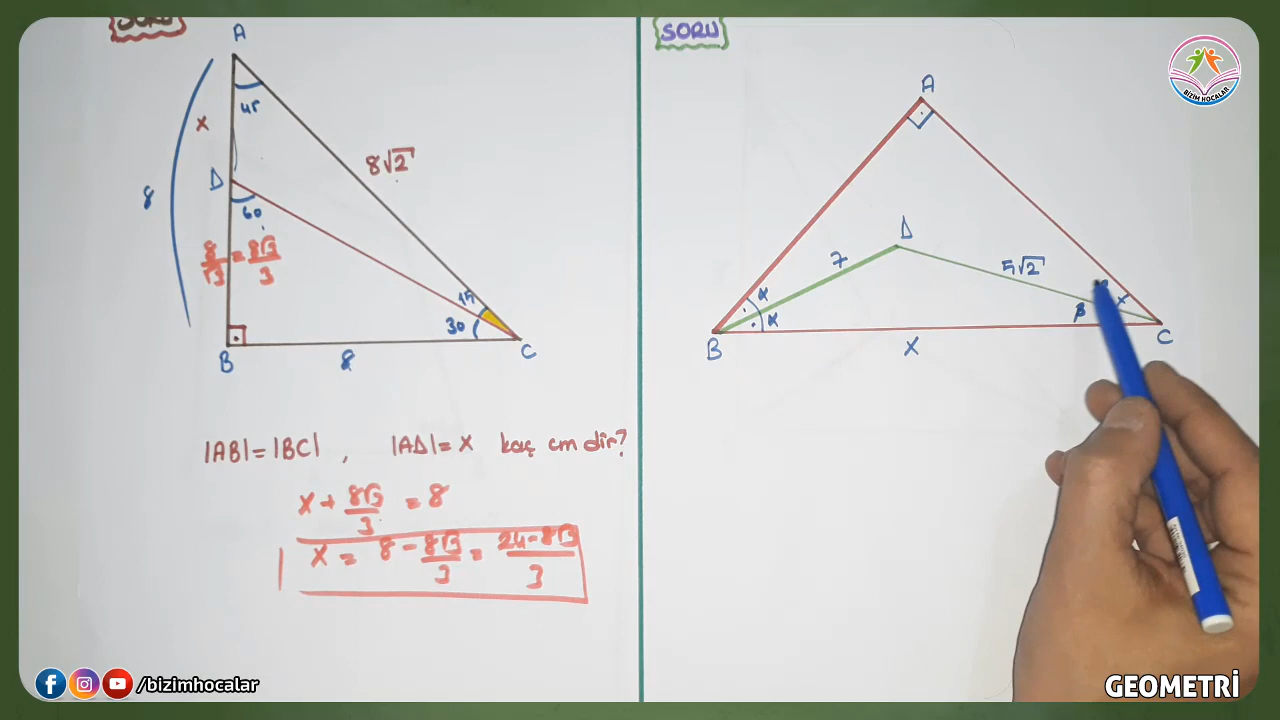 SORU
A
45
x
8√2
D
8
60
8/√3 = 8√3/3
15
30
B
8
C
|AB|=|BC| , |AD|= x kaç cm dir?
x + 8√3/3 = 8
x = 8 - 8√3/3 = 24-8√3/3
SORU
BİZİM HOCALAR
A
D
7
5√2
α
α
β
B
x
C
/bizimhocalar
GEOMETRİ